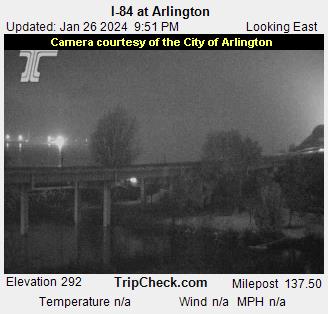 I-84 at Arlington
Updated: Jan 26 2024 9:51 PM Looking East
Camera courtesy of the City of Arlington
Elevation 292 TripCheck.com Milepost 137.50
Temperature n/a Wind n/a MPH n/a